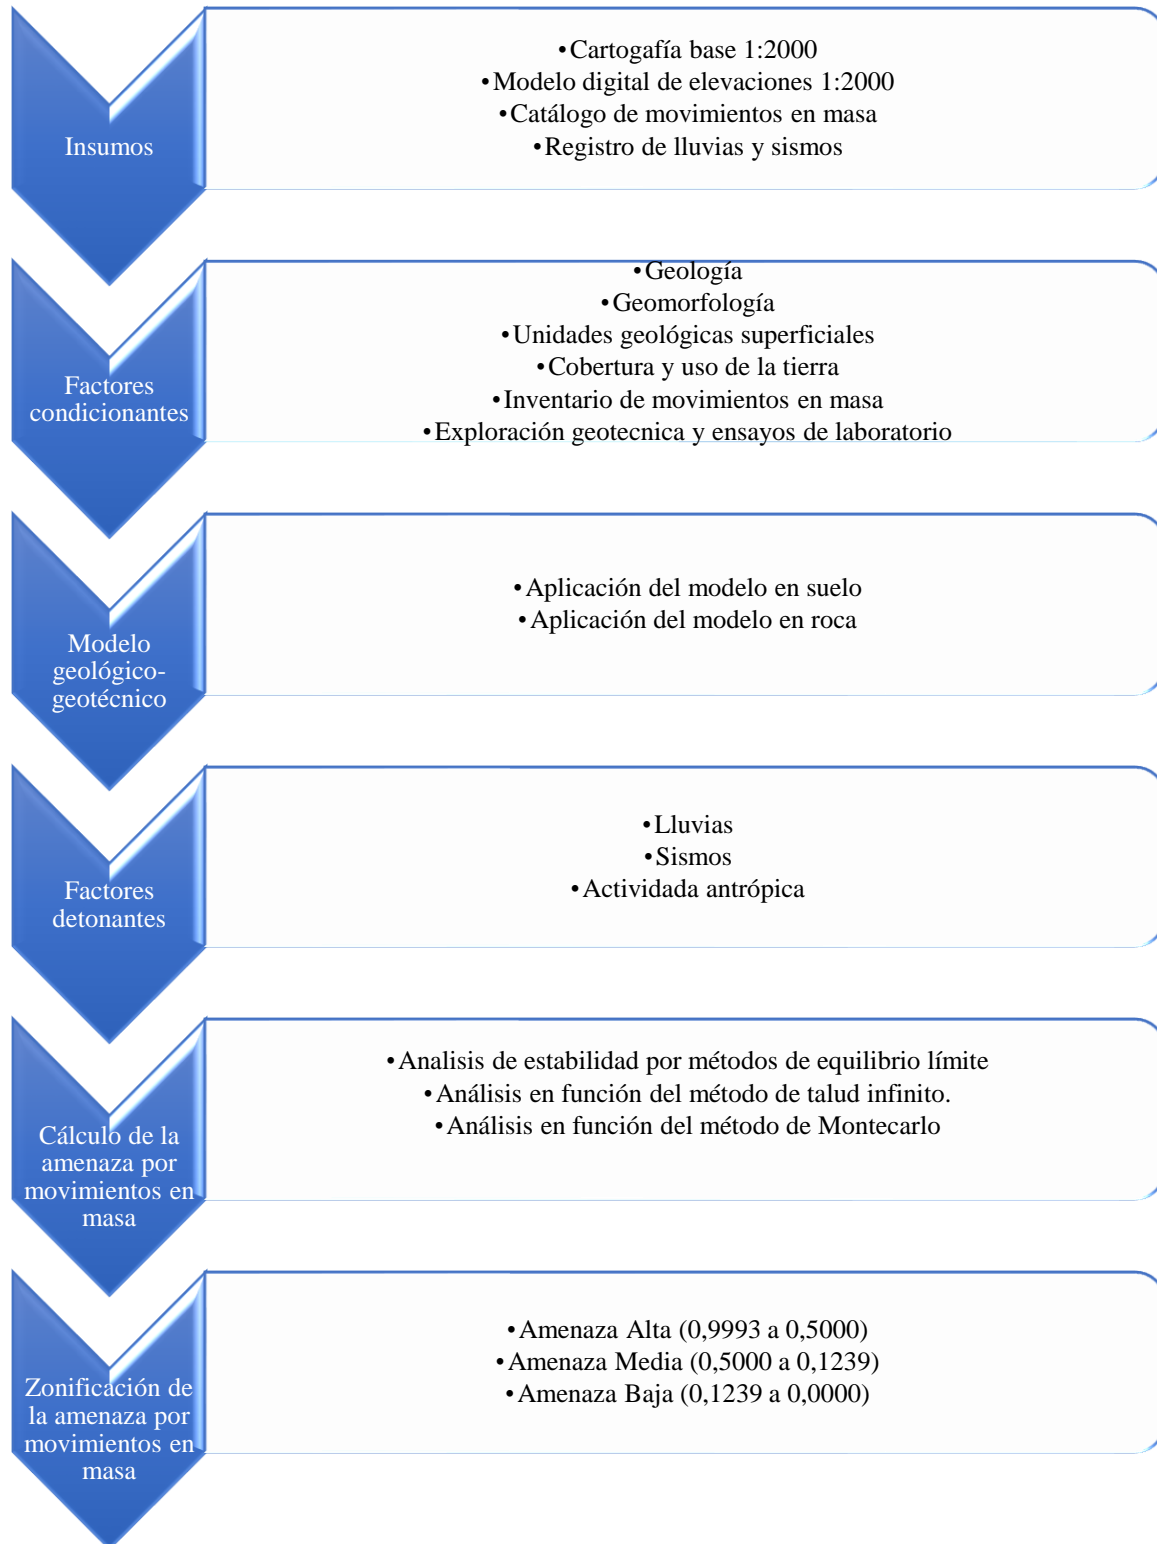 Insumos
•Cartogafía base 1:2000
•Modelo digital de elevaciones 1:2000
•Catálogo de movimientos en masa
•Registro de lluvias y sismos
Factores
condicionantes
•Geología
•Geomorfología
•Unidades geológicas superficiales
•Cobertura y uso de la tierra
•Inventario de movimientos en masa
•Exploración geotecnica y ensayos de laboratorio
Modelo
geológico-
geotécnico
•Aplicación del modelo en suelo
•Aplicación del modelo en roca
Factores
detonantes
•Lluvias
•Sismos
•Actividada antrópica
Cálculo de la
amenaza por
movimientos en
masa
•Analisis de estabilidad por métodos de equilibrio límite
•Análisis en función del método de talud infinito.
•Análisis en función del método de Montecarlo
Zonificación de
la amenaza por
movimientos en
masa
•Amenaza Alta (0,9993 a 0,5000)
•Amenaza Media (0,5000 a 0,1239)
•Amenaza Baja (0,1239 a 0,0000)